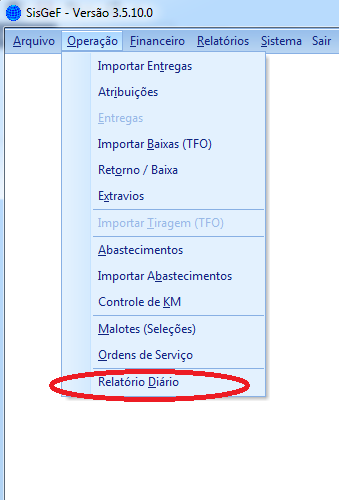 SisGeF - Versão 3.5.10.0
Arquivo Operação Financeiro Relatórios Sistema Sair
Importar Entregas
Atribuições
Entregas
Importar Baixas (TFO)
Retorno / Baixa
Extravios
Importar Tiragem (TFO)
Abastecimentos
Importar Abastecimentos
Controle de KM
Malotes (Seleções)
Ordens de Serviço
Relatório Diário